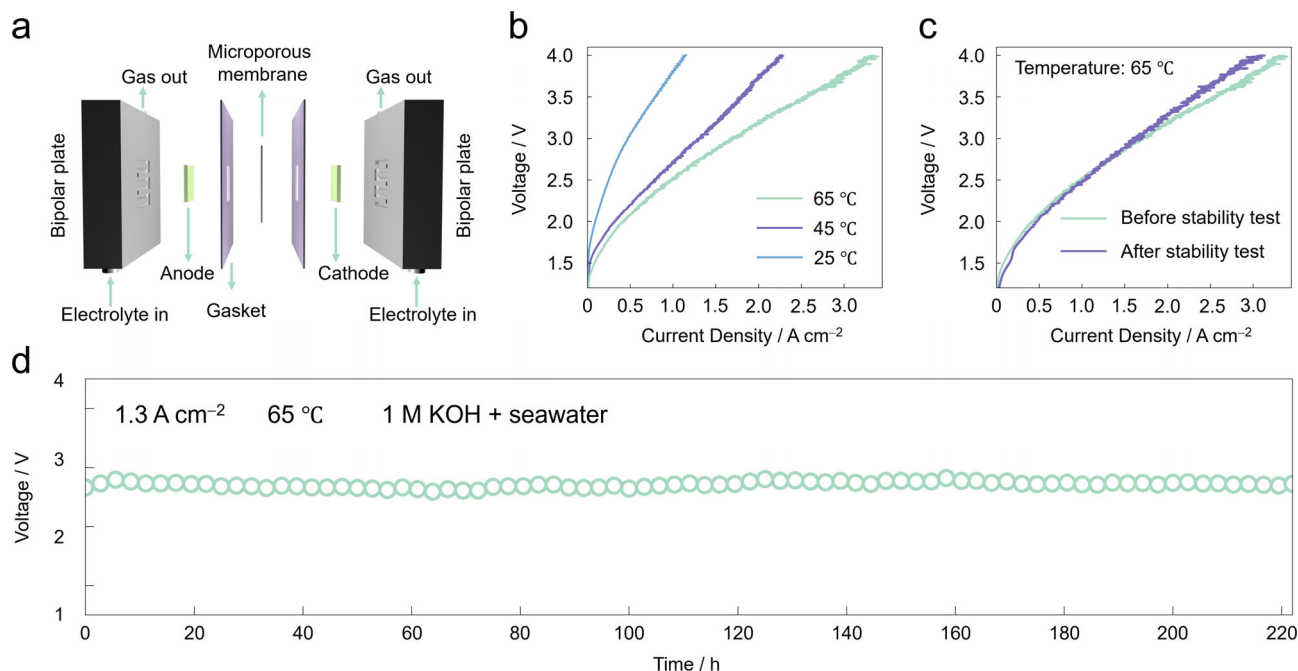 a
Microporous
membrane
Gas out
Gas out
Bipolar plate
Bipolar plate
Anode
Cathode
Gasket
Electrolyte in
Electrolyte in
b
4.0
3.5
3.0
2.5
2.0
1.5
Voltage / V
65 ℃
45 ℃
25 ℃
0 0.5 1.0 1.5 2.0 2.5 3.0
Current Density / A cm⁻²
c
Temperature: 65 ℃
4.0
3.5
3.0
2.5
2.0
1.5
Voltage / V
Before stability test
After stability test
0 0.5 1.0 1.5 2.0 2.5 3.0
Current Density / A cm⁻²
d
1.3 A cm⁻² 65 ℃ 1 M KOH + seawater
4
3
2
1
Voltage / V
0 20 40 60 80 100 120 140 160 180 200 220
Time / h